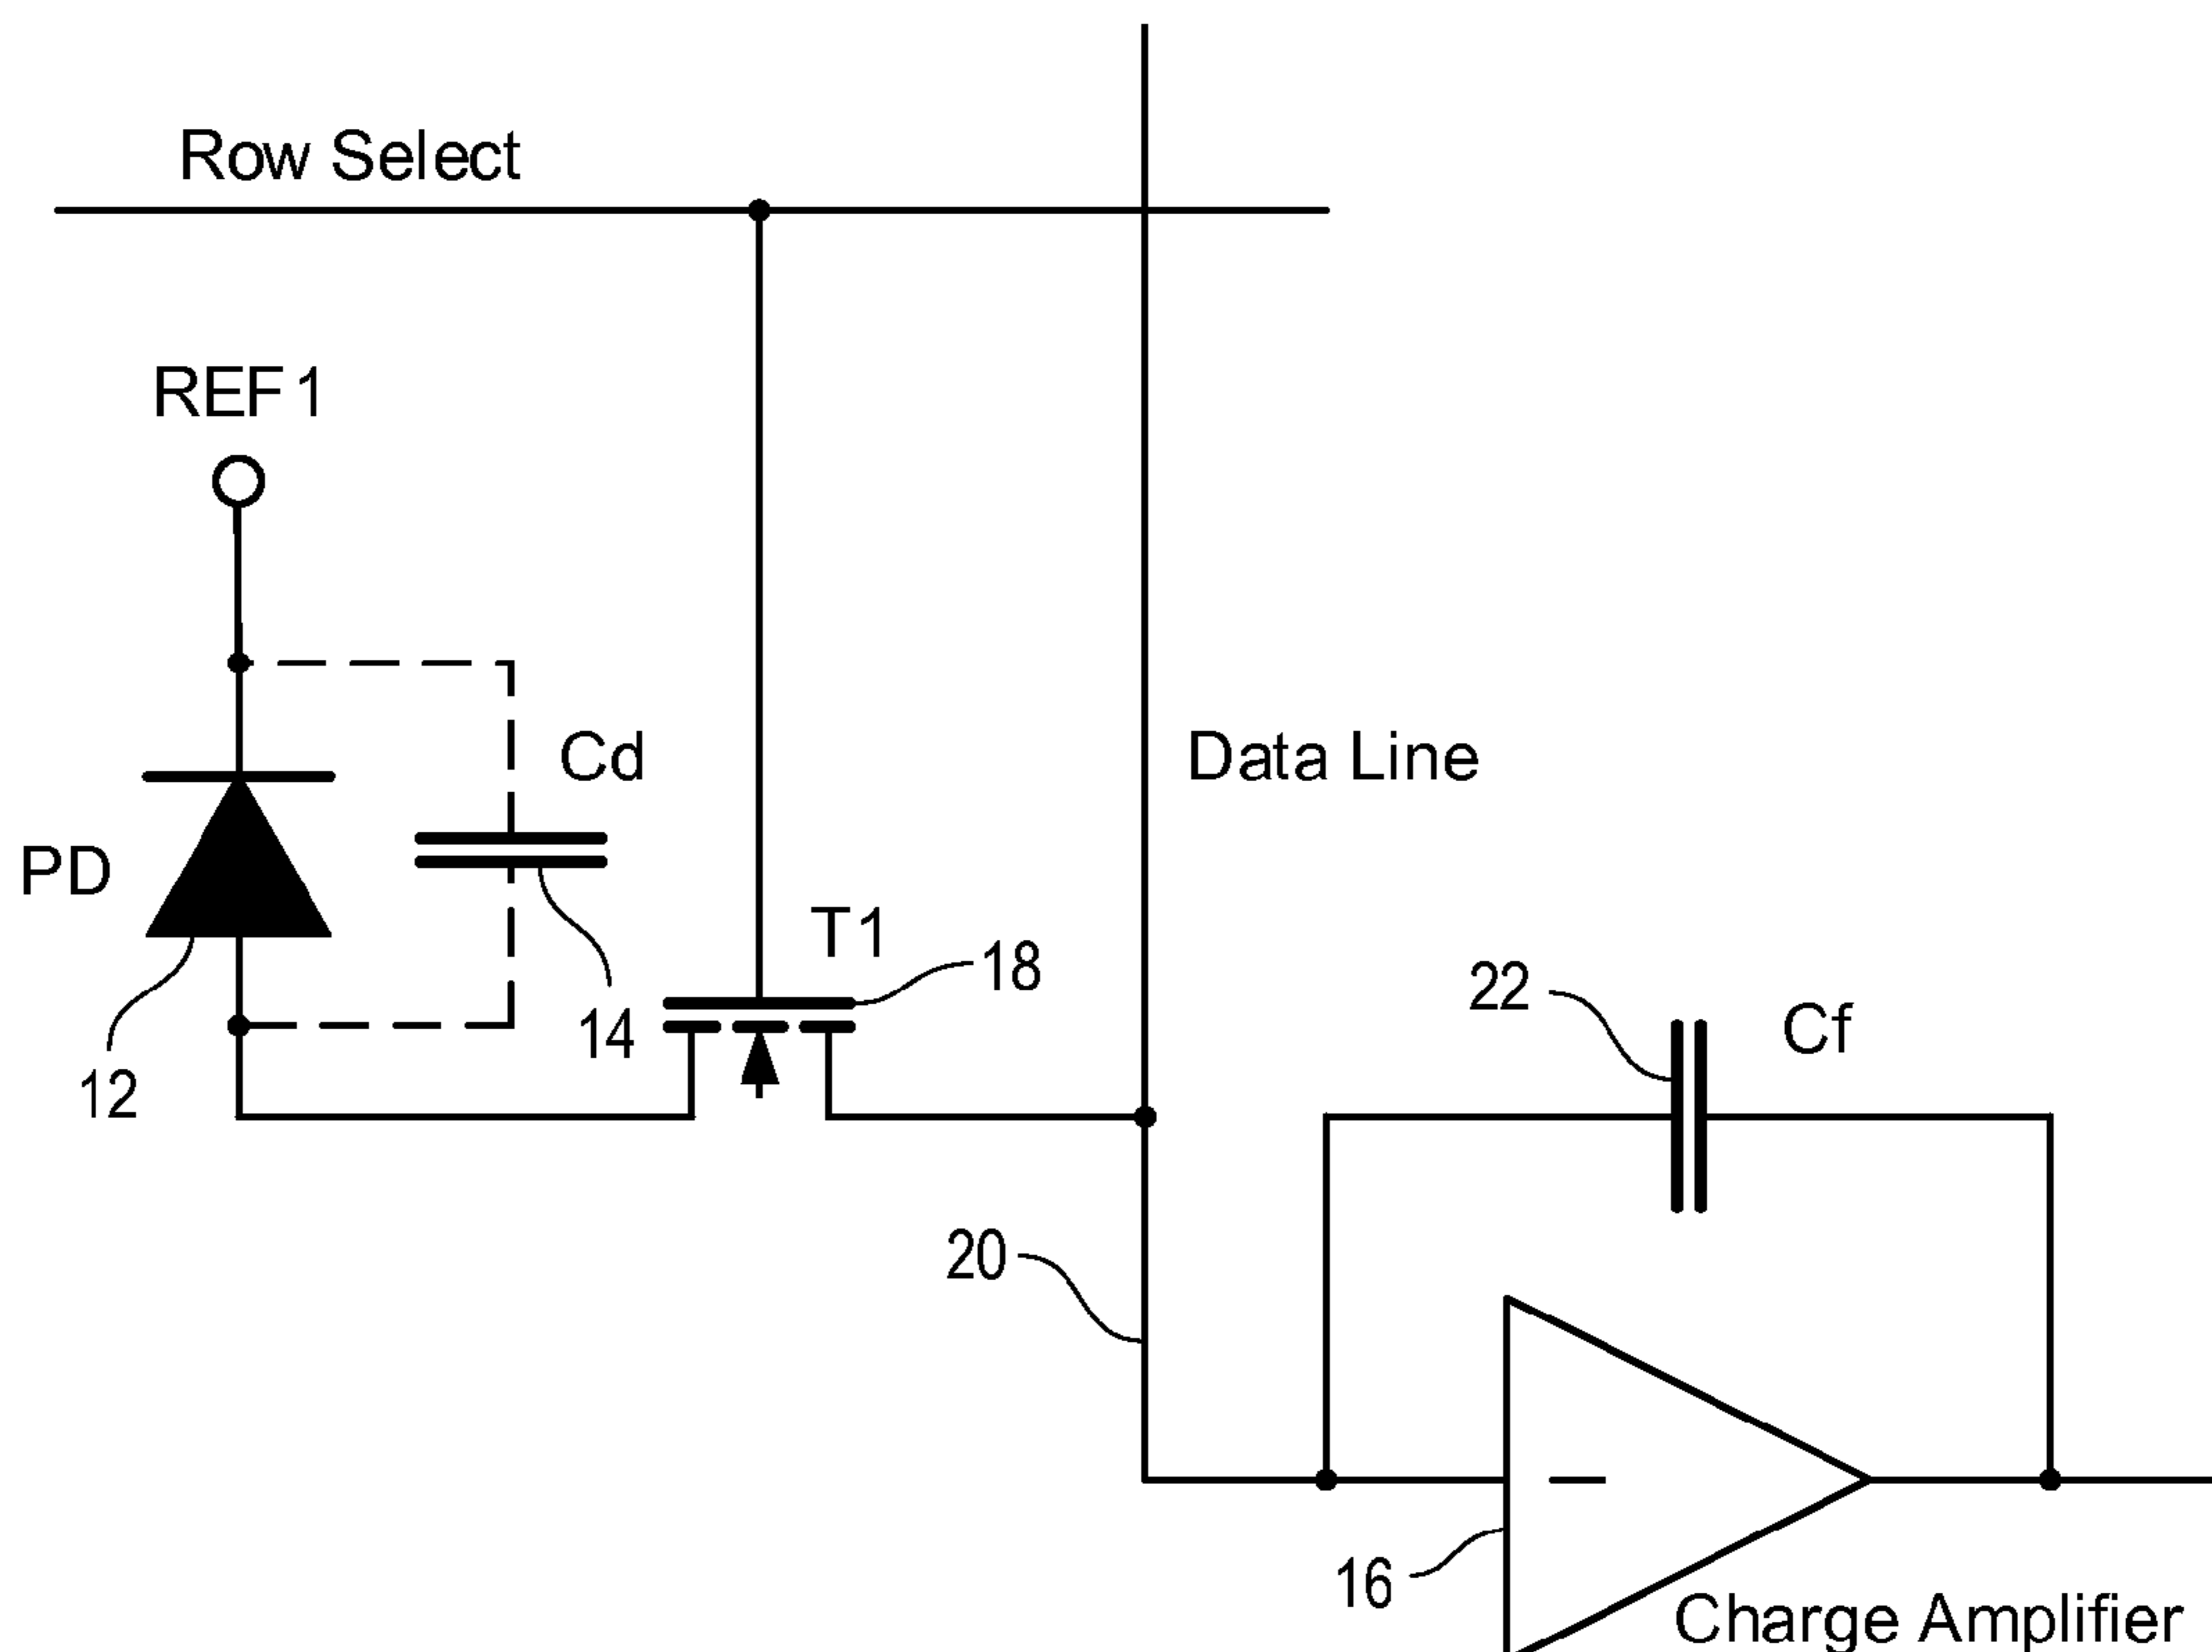 Row Select
REF1
Cd
Data Line
PD
T1
18
22
Cf
14
12
20
16
Charge Amplifier